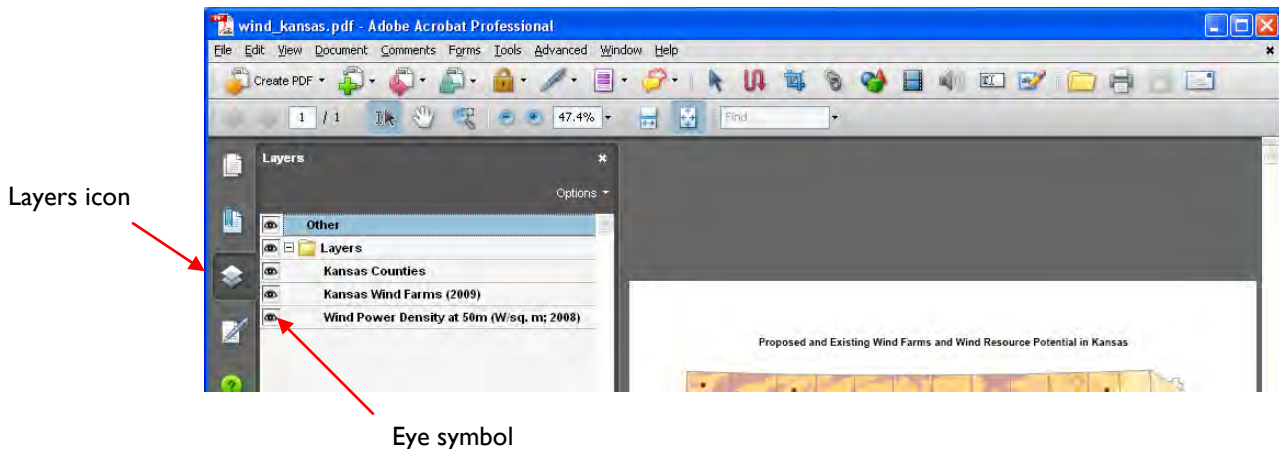 wind_kansas.pdf - Adobe Acrobat Professional
File Edit View Document Comments Forms Tools Advanced Window Help
Create PDF
1 / 1 47.4% Find
Layers
Options
Layers icon
Other
Layers
Kansas Counties
Kansas Wind Farms (2009)
Wind Power Density at 50m (W/sq. m; 2008)
Proposed and Existing Wind Farms and Wind Resource Potential in Kansas
Eye symbol